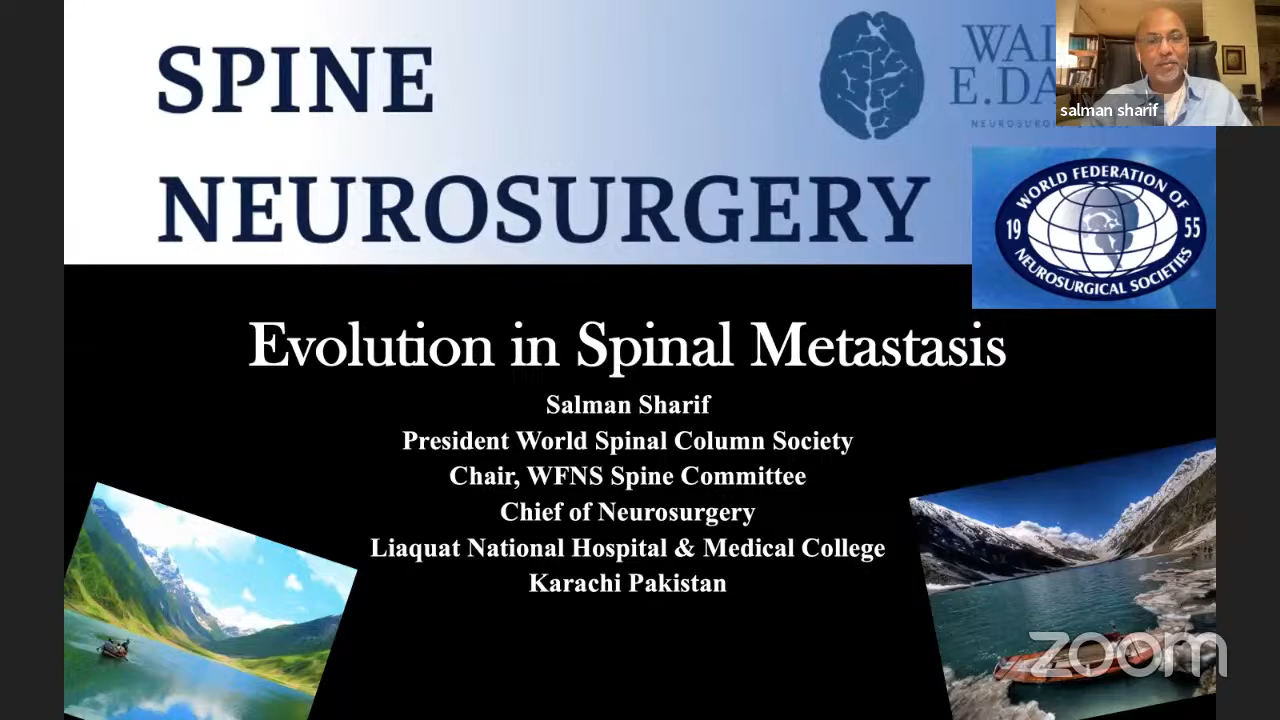 SPINE
NEUROSURGERY
salman sharif
WORLD FEDERATION OF
19 55
NEUROSURGICAL SOCIETIES
Evolution in Spinal Metastasis
Salman Sharif
President World Spinal Column Society
Chair, WFNS Spine Committee
Chief of Neurosurgery
Liaquat National Hospital & Medical College
Karachi Pakistan
zoom